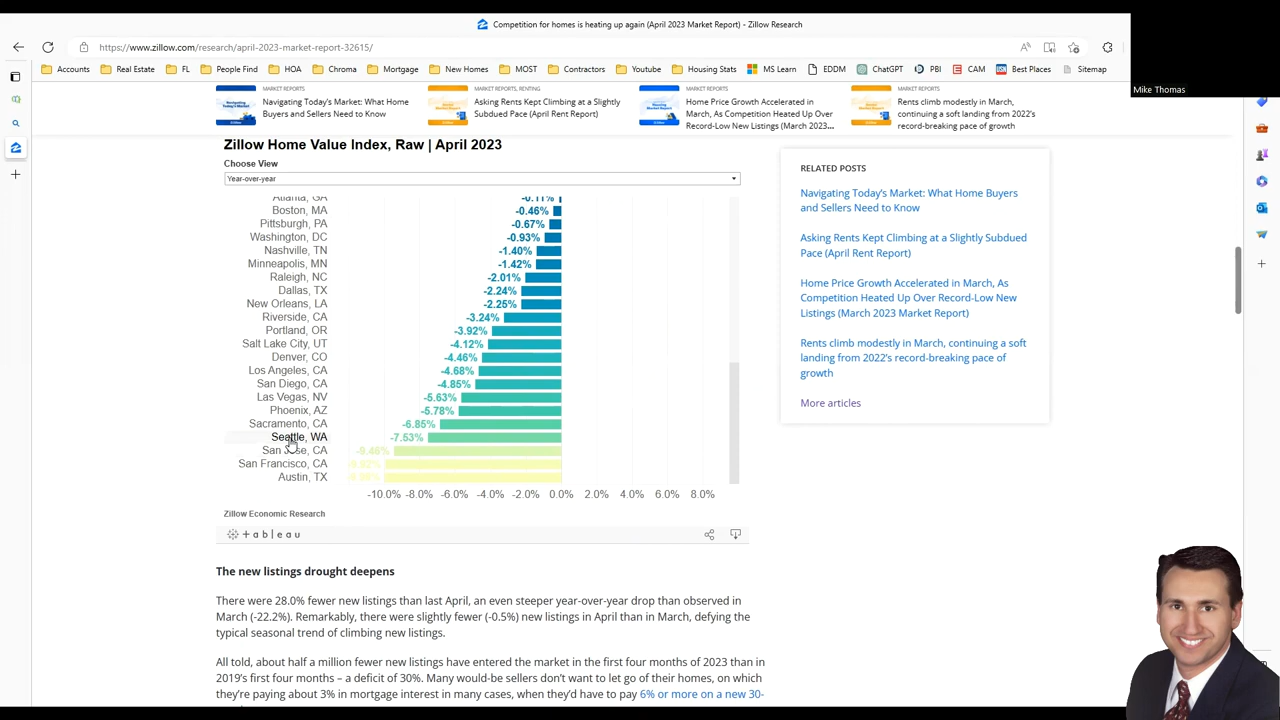 Competition for homes is heating up again (April 2023 Market Report) - Zillow Research
https://www.zillow.com/research/april-2023-market-report-32615/
Accounts Real Estate FL People Find HOA Chroma Mortgage New Homes MOST Contractors Youtube Housing Stats MS Learn EDDM ChatGPT PBI CAM Best Places Sitemap
Mike Thomas
MARKET REPORTS
Navigating Today's Market: What Home
Buyers and Sellers Need to Know
MARKET REPORTS, RENTING
Asking Rents Kept Climbing at a Slightly
Subdued Pace (April Rent Report)
MARKET REPORTS
Home Price Growth Accelerated in
March, As Competition Heated Up Over
Record-Low New Listings (March 2023...
MARKET REPORTS
Rents climb modestly in March,
continuing a soft landing from 2022's
record-breaking pace of growth
Zillow Home Value Index, Raw | April 2023
Choose View
Year-over-year
Atlanta, GA -0.11%
Boston, MA -0.46%
Pittsburgh, PA -0.67%
Washington, DC -0.93%
Nashville, TN -1.40%
Minneapolis, MN -1.42%
Raleigh, NC -2.01%
Dallas, TX -2.24%
New Orleans, LA -2.25%
Riverside, CA -3.24%
Portland, OR -3.92%
Salt Lake City, UT -4.12%
Denver, CO -4.46%
Los Angeles, CA -4.68%
San Diego, CA -4.85%
Las Vegas, NV -5.63%
Phoenix, AZ -5.78%
Sacramento, CA -6.85%
Seattle, WA -7.53%
San Jose, CA -9.46%
San Francisco, CA
Austin, TX
-10.0% -8.0% -6.0% -4.0% -2.0% 0.0% 2.0% 4.0% 6.0% 8.0%
Zillow Economic Research
+ a b l e a u
The new listings drought deepens
There were 28.0% fewer new listings than last April, an even steeper year-over-year drop than observed in
March (-22.2%). Remarkably, there were slightly fewer (-0.5%) new listings in April than in March, defying the
typical seasonal trend of climbing new listings.
All told, about half a million fewer new listings have entered the market in the first four months of 2023 than in
2019's first four months – a deficit of 30%. Many would-be sellers don't want to let go of their homes, on which
they're paying about 3% in mortgage interest in many cases, when they'd have to pay 6% or more on a new 30-
RELATED POSTS
Navigating Today's Market: What Home Buyers
and Sellers Need to Know
Asking Rents Kept Climbing at a Slightly Subdued
Pace (April Rent Report)
Home Price Growth Accelerated in March, As
Competition Heated Up Over Record-Low New
Listings (March 2023 Market Report)
Rents climb modestly in March, continuing a soft
landing from 2022's record-breaking pace of
growth
More articles